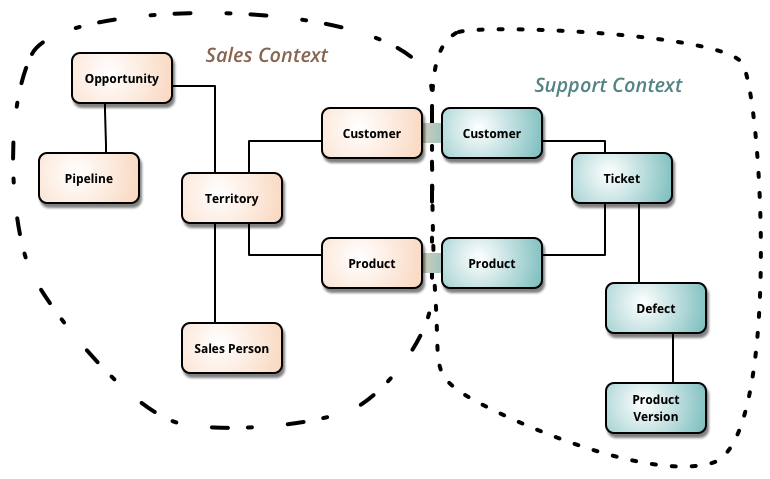 Sales Context
Opportunity
Support Context
Customer
Customer
Pipeline
Ticket
Territory
Product
Product
Defect
Sales Person
Product
Version